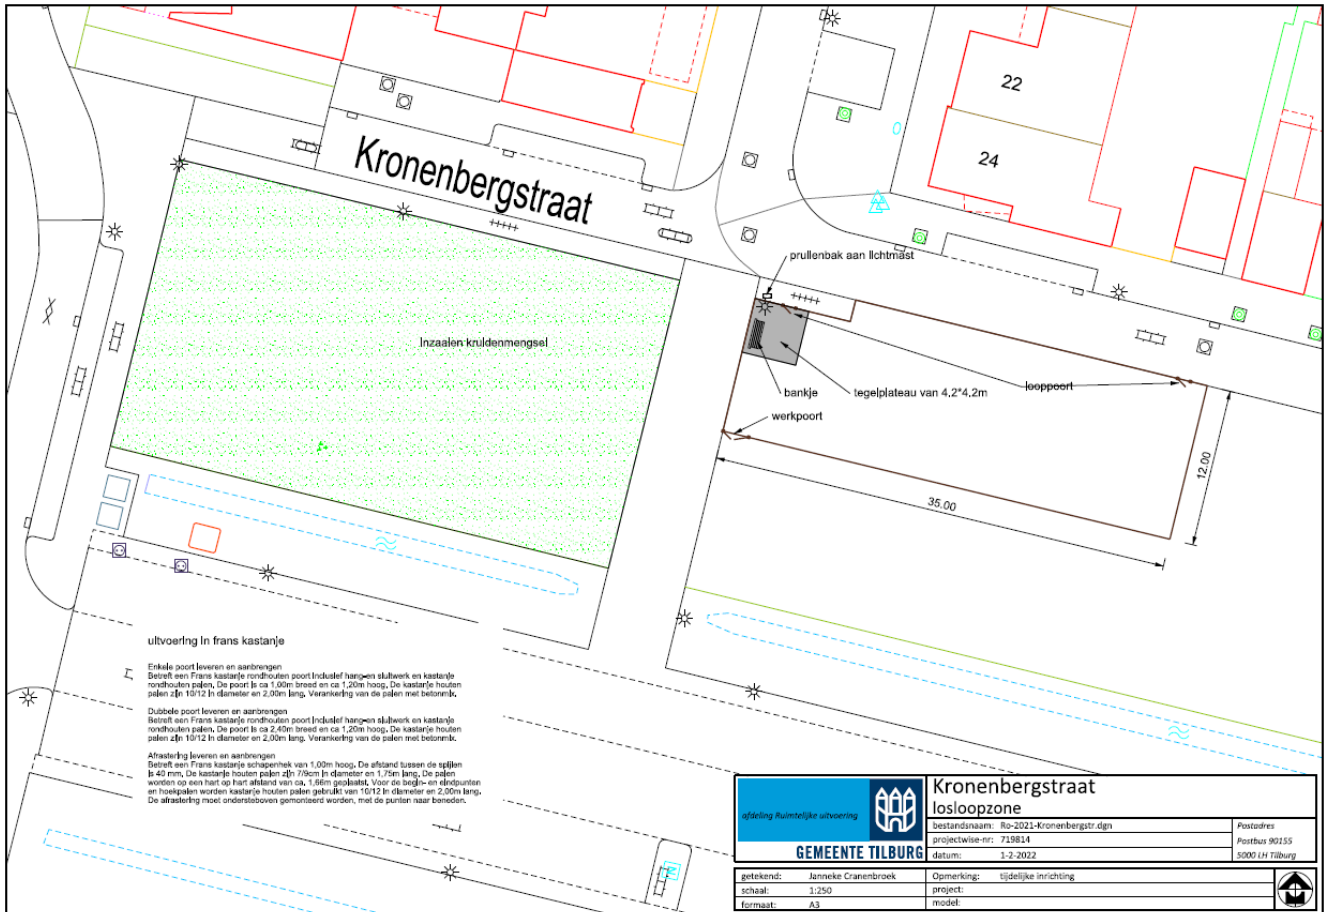 22
24
Kronenbergstraat
prullenbak aan lichtmast
Inzaaien kruidenmengsel
looppoort
bankje
tegelplateau van 4,2*4,2m
werkpoort
12.00
35.00
uitvoering in frans kastanje
Enkele poort leveren en aanbrengen
Betreft een Frans kastanje rondhouten poort inclusief hang-en sluitwerk en kastanje
rondhouten palen. De poort is ca 1,00m breed en ca 1,20m hoog. De kastanje houten
palen zijn 10/12 in diameter en 2,00m lang. Verankering van de palen met betonmix.
Dubbele poort leveren en aanbrengen
Betreft een Frans kastanje rondhouten poort inclusief hang-en sluitwerk en kastanje
rondhouten palen. De poort is ca 2,40m breed en ca 1,20m hoog. De kastanje houten
palen zijn 10/12 in diameter en 2,00m lang. Verankering van de palen met betonmix.
Afrastering leveren en aanbrengen
Betreft een Frans kastanje schapenhek van 1,00m hoog. De afstand tussen de spijlen
is 40 mm. De kastanje houten palen zijn 7/9cm in diameter en 1,75m lang. De palen
worden op een hart op hart afstand van ca. 1,66m geplaatst. Voor de begin- en eindpunten
en hoekpalen worden kastanje houten palen gebruikt van 10/12 in diameter en 2,00m lang.
De afrastering moet ondersteboven gemonteerd worden, met de punten naar beneden.
afdeling Ruimtelijke uitvoering
GEMEENTE TILBURG
Kronenbergstraat
losloopzone
bestandsnaam: Ro-2021-Kronenbergstr.dgn
projectwise-nr: 719814
datum: 1-2-2022
Postadres
Postbus 90155
5000 LH Tilburg
getekend: Janneke Cranenbroek
schaal: 1:250
formaat: A3
Opmerking: tijdelijke inrichting
project:
model: